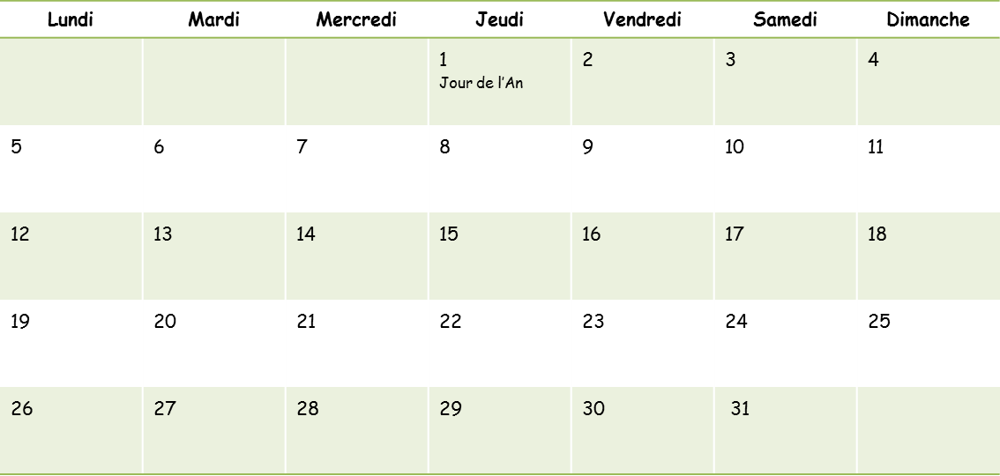 Lundi Mardi Mercredi Jeudi Vendredi Samedi Dimanche
1 2 3 4
Jour de l'An
5 6 7 8 9 10 11
12 13 14 15 16 17 18
19 20 21 22 23 24 25
26 27 28 29 30 31